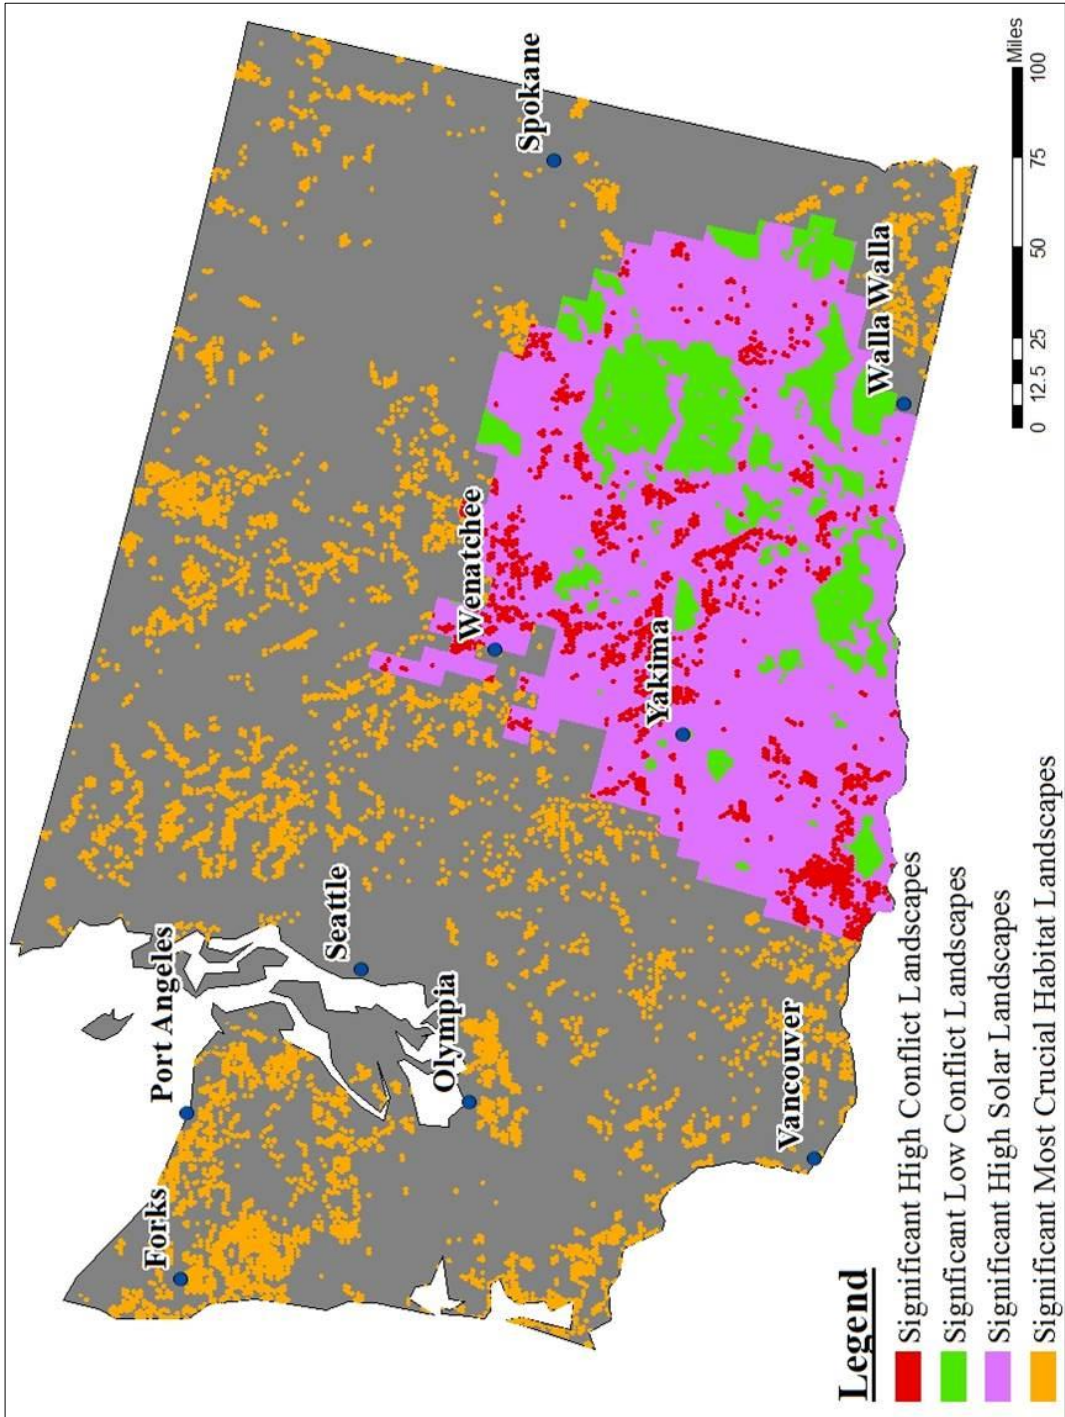 Forks
Port Angeles
Seattle
Olympia
Wenatchee
Spokane
Yakima
Vancouver
Walla Walla
Legend
Significant High Conflict Landscapes
Signficant Low Conflict Landscapes
Significant High Solar Landscapes
Significant Most Crucial Habitat Landscapes
Miles
0 12.5 25 50 75 100